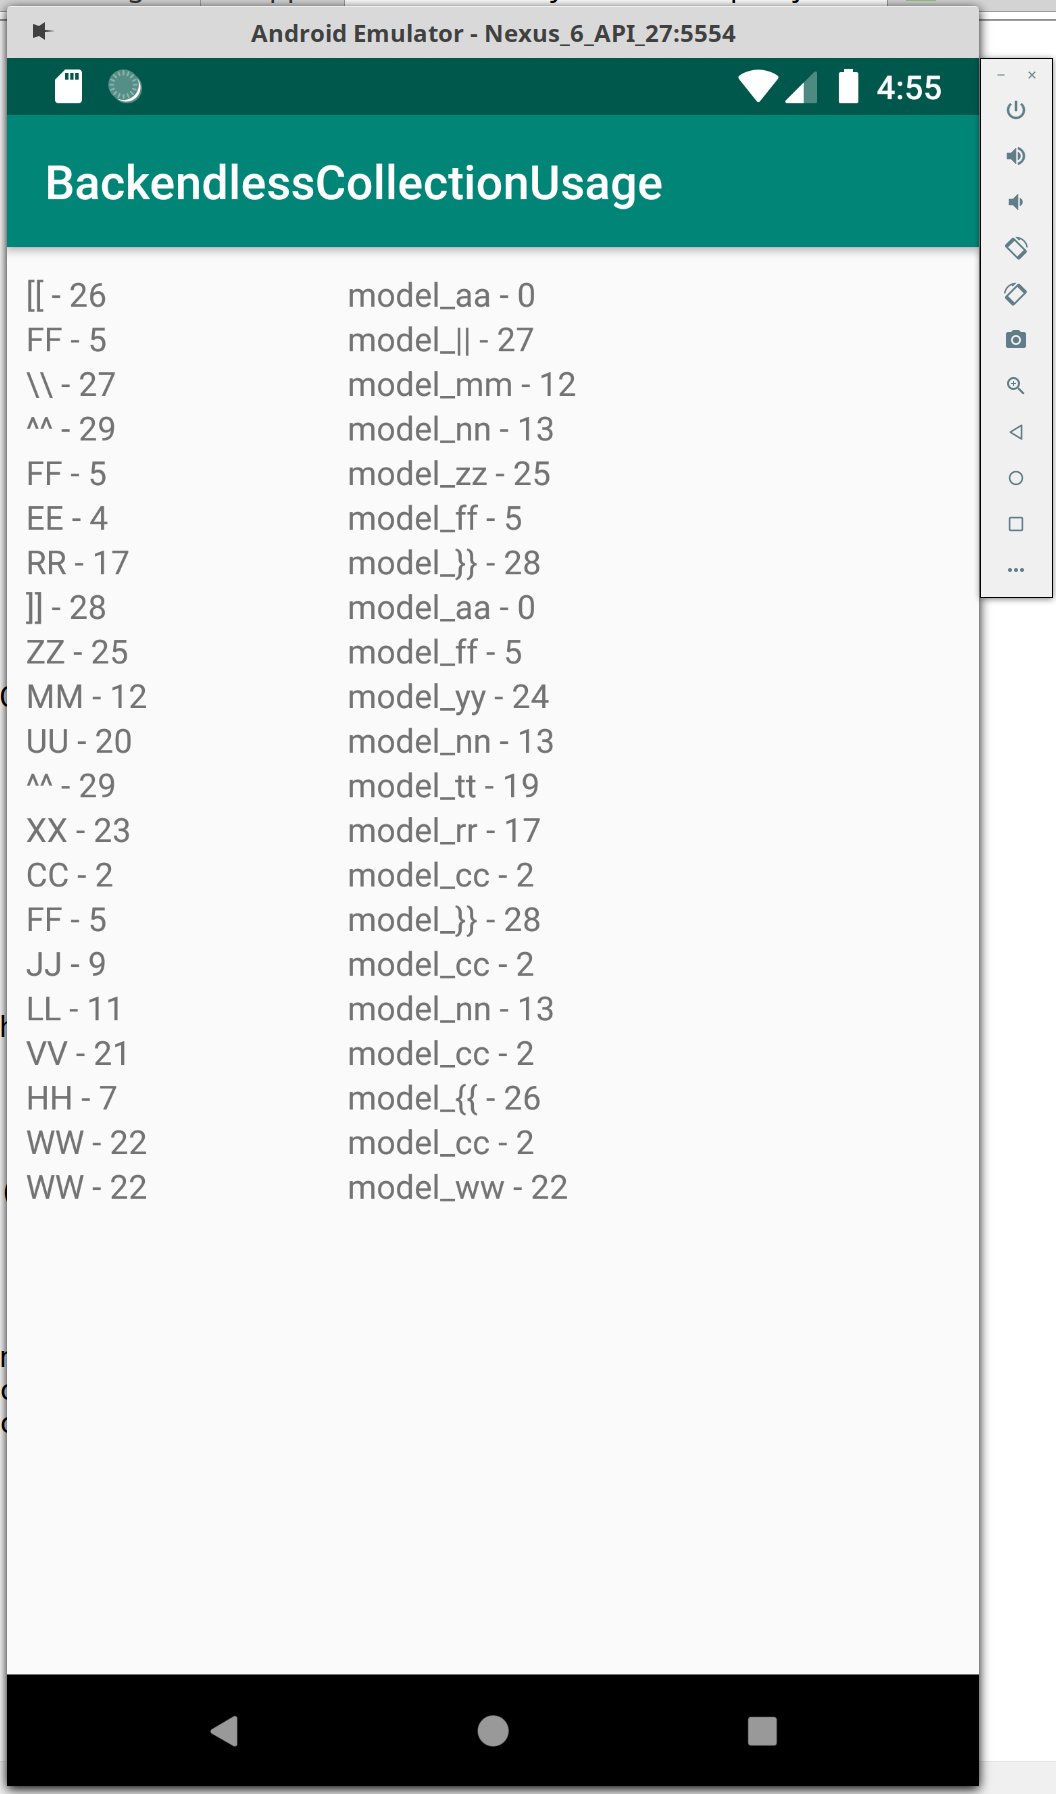 Android Emulator - Nexus_6_API_27:5554
4:55
BackendlessCollectionUsage
[[ - 26 model_aa - 0
FF - 5 model_|| - 27
\\ - 27 model_mm - 12
^^ - 29 model_nn - 13
FF - 5 model_zz - 25
EE - 4 model_ff - 5
RR - 17 model_}} - 28
]] - 28 model_aa - 0
ZZ - 25 model_ff - 5
MM - 12 model_yy - 24
UU - 20 model_nn - 13
^^ - 29 model_tt - 19
XX - 23 model_rr - 17
CC - 2 model_cc - 2
FF - 5 model_}} - 28
JJ - 9 model_cc - 2
LL - 11 model_nn - 13
VV - 21 model_cc - 2
HH - 7 model_{{ - 26
WW - 22 model_cc - 2
WW - 22 model_ww - 22